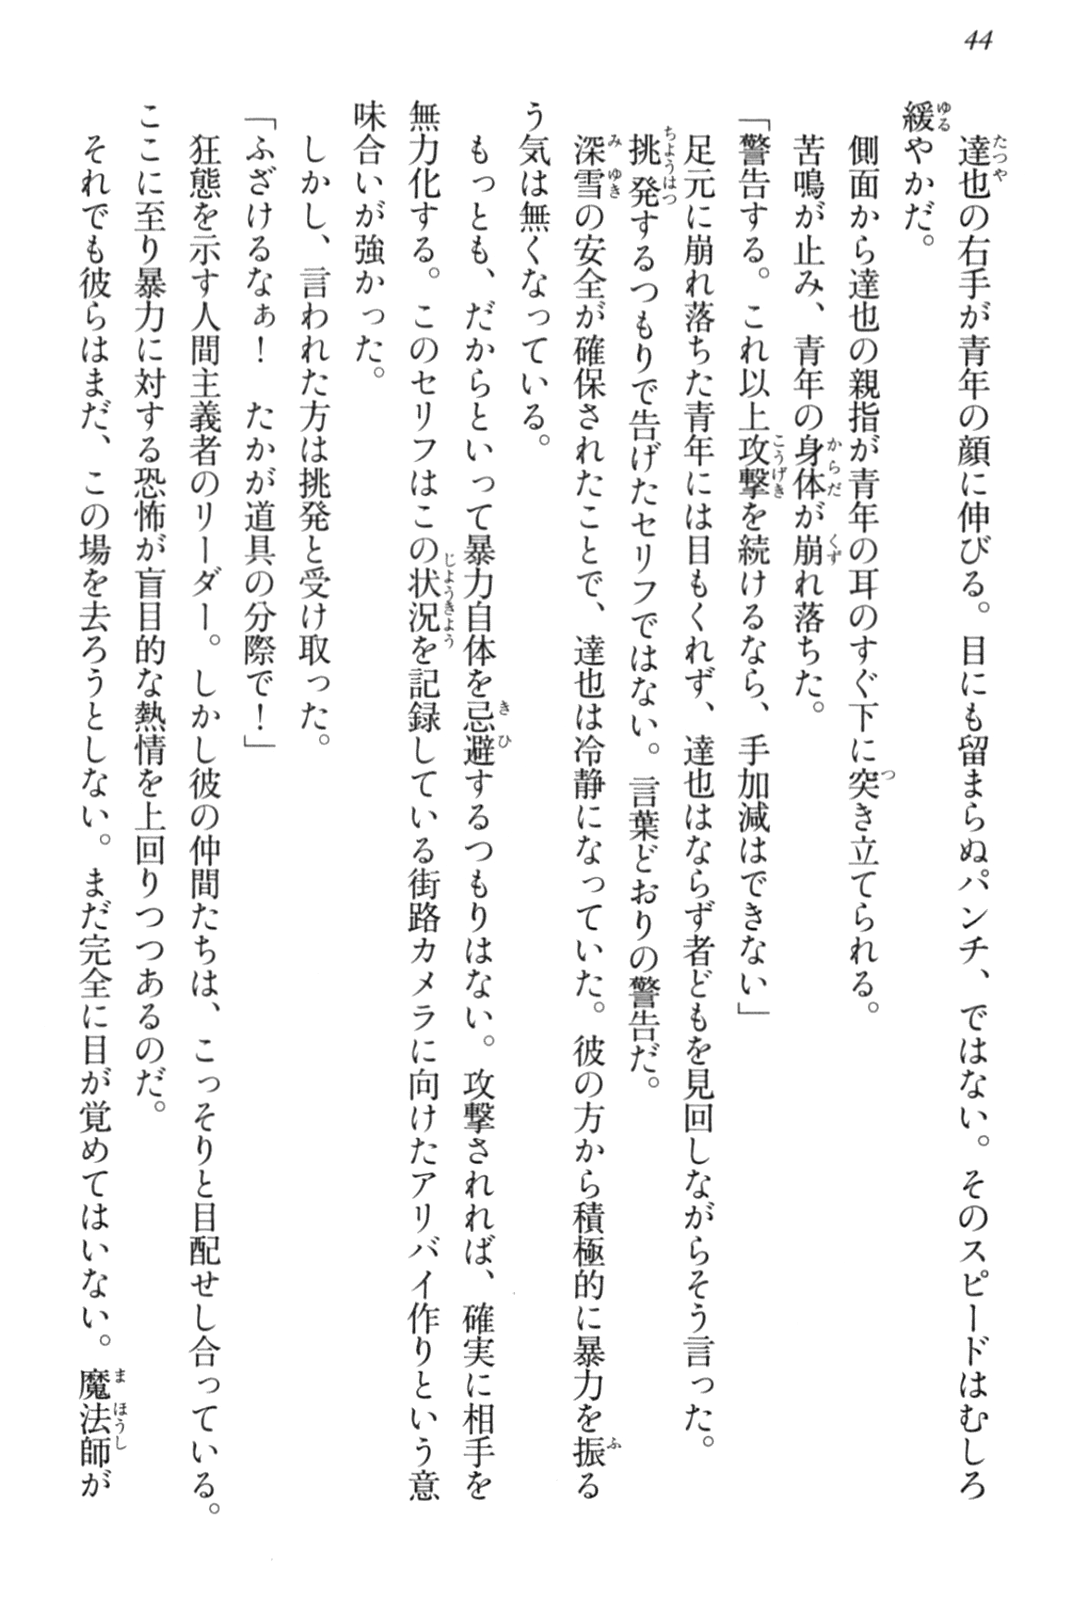 44
達也の右手が青年の顔に伸びる。目にも留まらぬパンチ、ではない。そのスピードはむしろ
緩やかだ。
側面から達也の親指が青年の耳のすぐ下に突き立てられる。
苦鳴が止み、青年の身体が崩れ落ちた。
「警告する。これ以上攻撃を続けるなら、手加減はできない」
足元に崩れ落ちた青年には目もくれず、達也はならず者どもを見回しながらそう言った。
挑発するつもりで告げたセリフではない。言葉どおりの警告だ。
深雪の安全が確保されたことで、達也は冷静になっていた。彼の方から積極的に暴力を振る
う気は無くなっている。
もっとも、だからといって暴力自体を忌避するつもりはない。攻撃されれば、確実に相手を
無力化する。このセリフはこの状況を記録している街路カメラに向けたアリバイ作りという意
味合いが強かった。
しかし、言われた方は挑発と受け取った。
「ふざけるなぁ！　たかが道具の分際で！」
狂態を示す人間主義者のリーダー。しかし彼の仲間たちは、こっそりと目配せし合っている。
ここに至り暴力に対する恐怖が盲目的な熱情を上回りつつあるのだ。
それでも彼らはまだ、この場を去ろうとしない。まだ完全に目が覚めてはいない。魔法師が